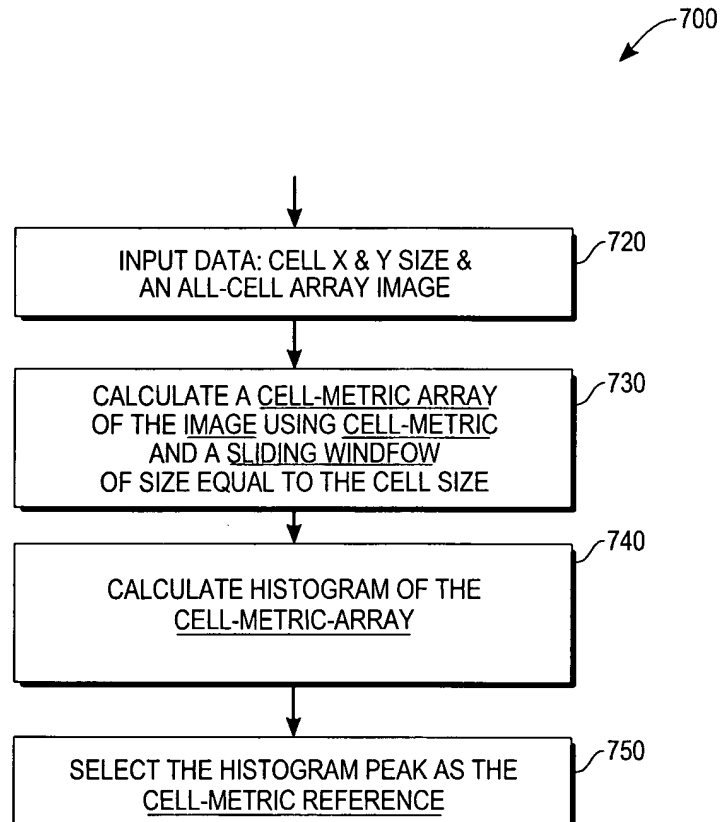 700
INPUT DATA: CELL X & Y SIZE &
AN ALL-CELL ARRAY IMAGE
720
CALCULATE A CELL-METRIC ARRAY
OF THE IMAGE USING CELL-METRIC
AND A SLIDING WINDFOW
OF SIZE EQUAL TO THE CELL SIZE
730
CALCULATE HISTOGRAM OF THE
CELL-METRIC-ARRAY
740
SELECT THE HISTOGRAM PEAK AS THE
CELL-METRIC REFERENCE
750